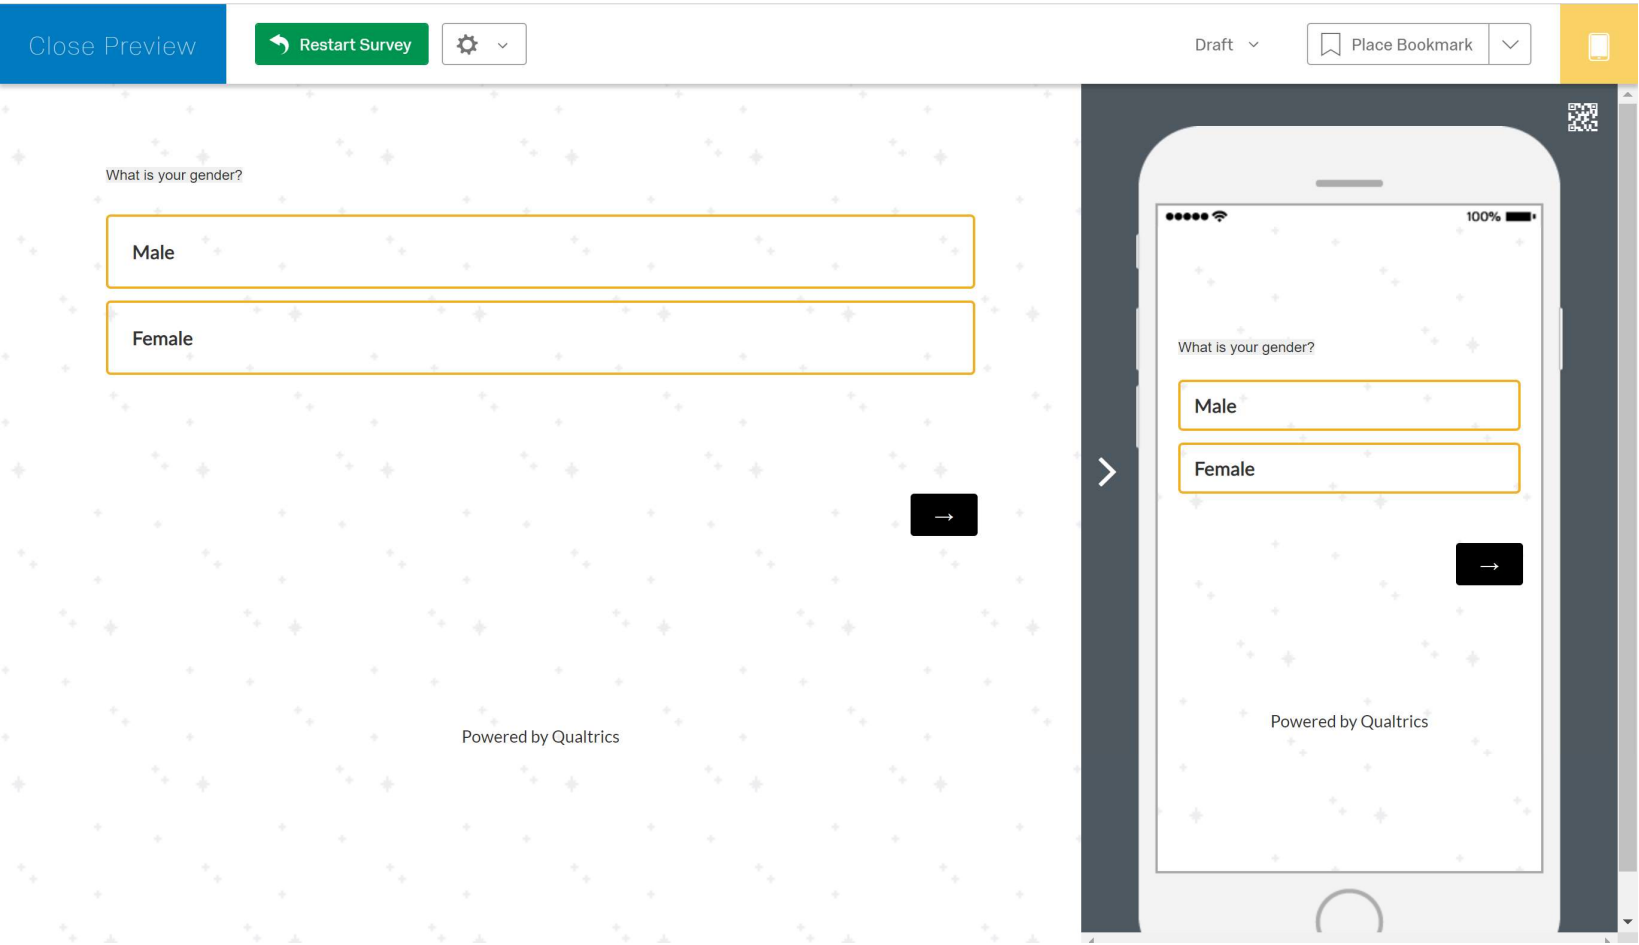 Close Preview
Restart Survey
Draft
Place Bookmark
What is your gender?
Male
Female
→
Powered by Qualtrics
100%
What is your gender?
Male
Female
→
Powered by Qualtrics